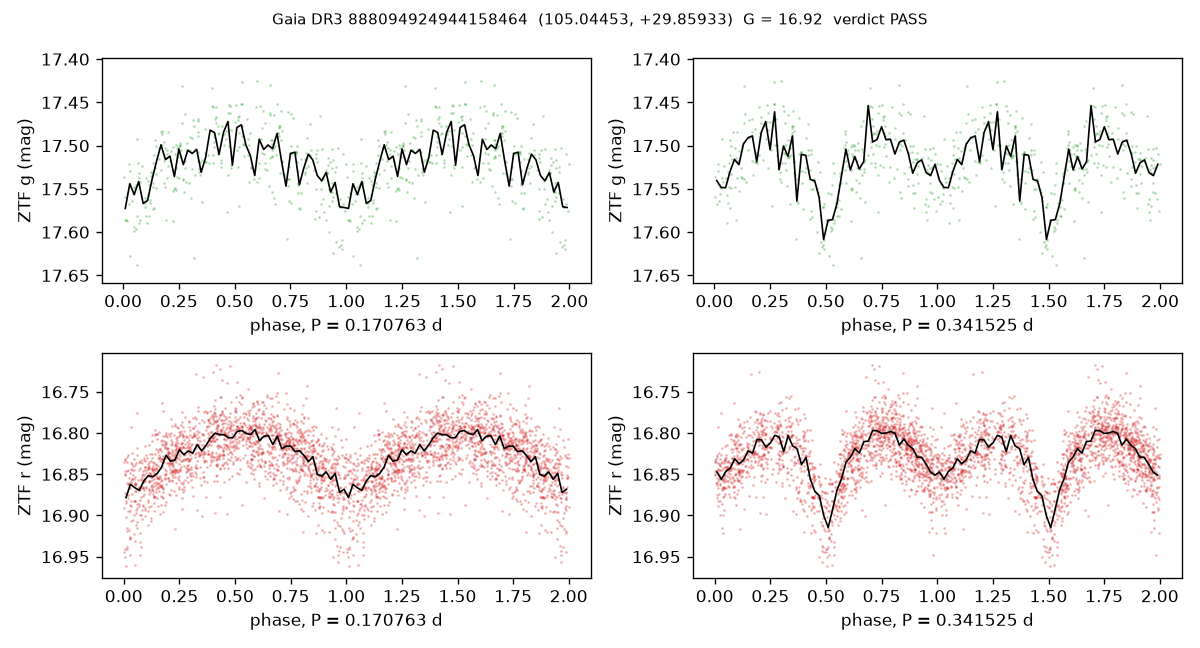 Gaia DR3 888094924944158464  (105.04453, +29.85933)  G = 16.92  verdict PASS
ZTF g (mag)
17.40
17.45
17.50
17.55
17.60
17.65
0.00 0.25 0.50 0.75 1.00 1.25 1.50 1.75 2.00
phase, P = 0.170763 d
ZTF g (mag)
17.40
17.45
17.50
17.55
17.60
17.65
0.00 0.25 0.50 0.75 1.00 1.25 1.50 1.75 2.00
phase, P = 0.341525 d
ZTF r (mag)
16.75
16.80
16.85
16.90
16.95
0.00 0.25 0.50 0.75 1.00 1.25 1.50 1.75 2.00
phase, P = 0.170763 d
ZTF r (mag)
16.75
16.80
16.85
16.90
16.95
0.00 0.25 0.50 0.75 1.00 1.25 1.50 1.75 2.00
phase, P = 0.341525 d